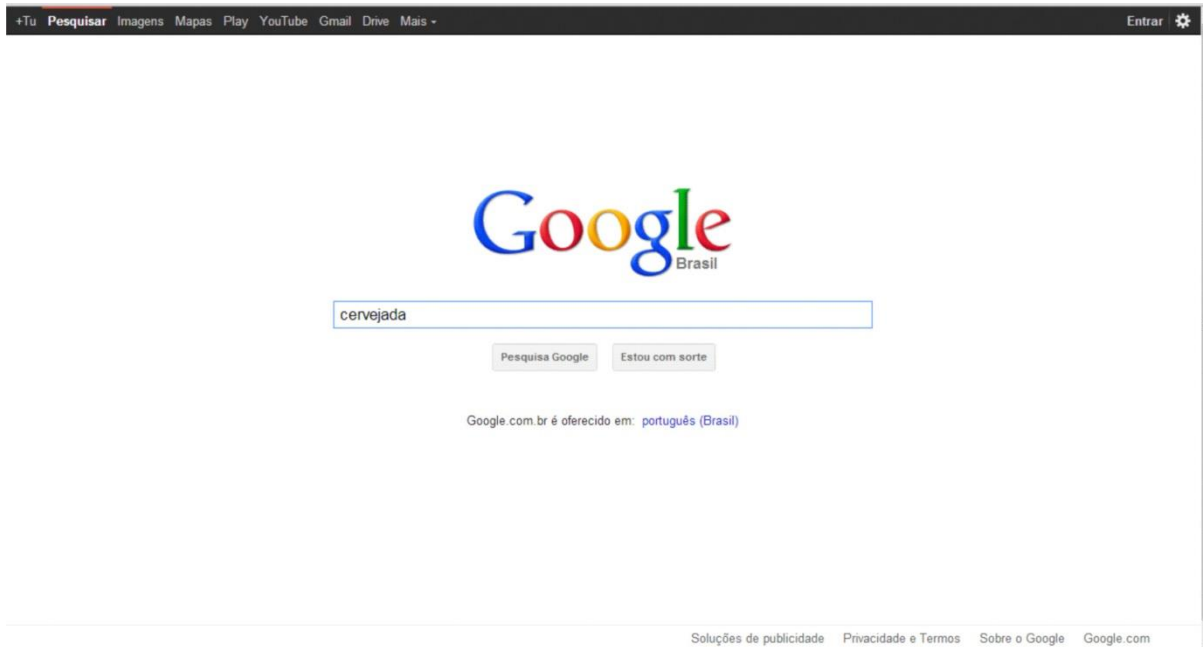 +Tu Pesquisar Imagens Mapas Play YouTube Gmail Drive Mais Entrar
Google
Brasil
cervejada
Pesquisa Google Estou com sorte
Google.com.br é oferecido em: português (Brasil)
Soluções de publicidade Privacidade e Termos Sobre o Google Google.com